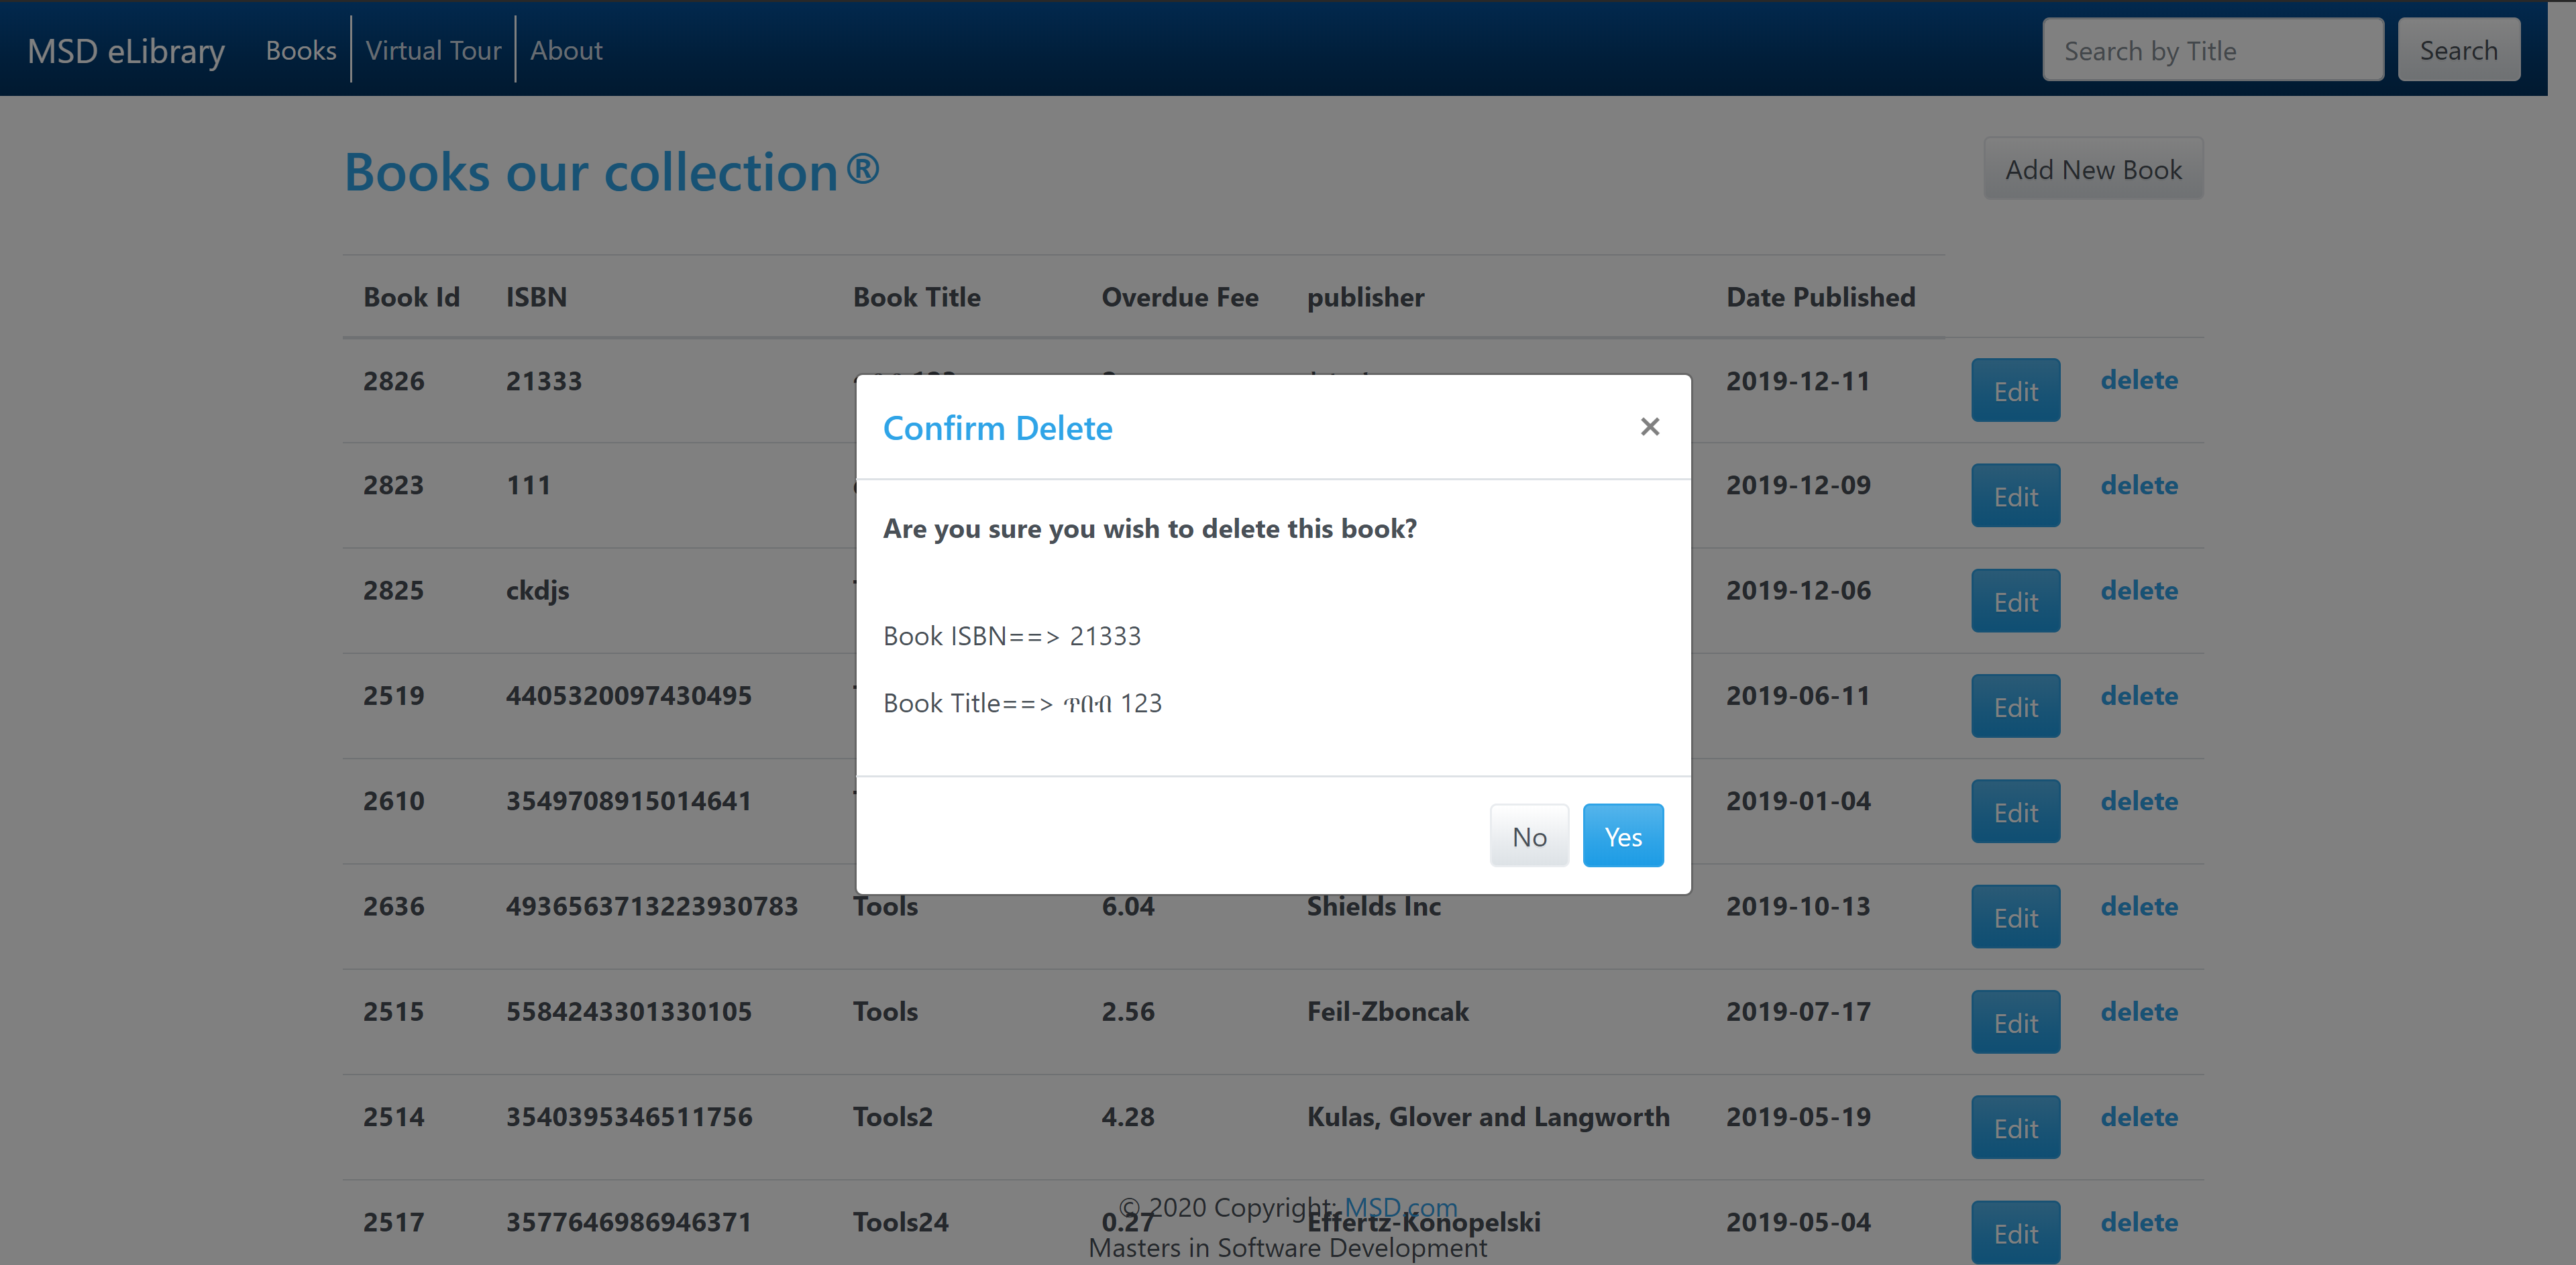 MSD eLibrary Books Virtual Tour About Search by Title Search
Books our collection® Add New Book
Book Id ISBN Book Title Overdue Fee publisher Date Published
2826 21333 2019-12-11 Edit delete
Confirm Delete ×
2823 111 2019-12-09 Edit delete
Are you sure you wish to delete this book?
2825 ckdjs 2019-12-06 Edit delete
Book ISBN==> 21333
2519 4405320097430495 2019-06-11 Edit delete
Book Title==> ጥበብ 123
2610 3549708915014641 2019-01-04 Edit delete
No Yes
2636 4936563713223930783 Tools 6.04 Shields Inc 2019-10-13 Edit delete
2515 5584243301330105 Tools 2.56 Feil-Zboncak 2019-07-17 Edit delete
2514 3540395346511756 Tools2 4.28 Kulas, Glover and Langworth 2019-05-19 Edit delete
© 2020 Copyright: MSD.com
2517 3577646986946371 Tools24 0.27 Effertz-Konopelski 2019-05-04 Edit delete
Masters in Software Development